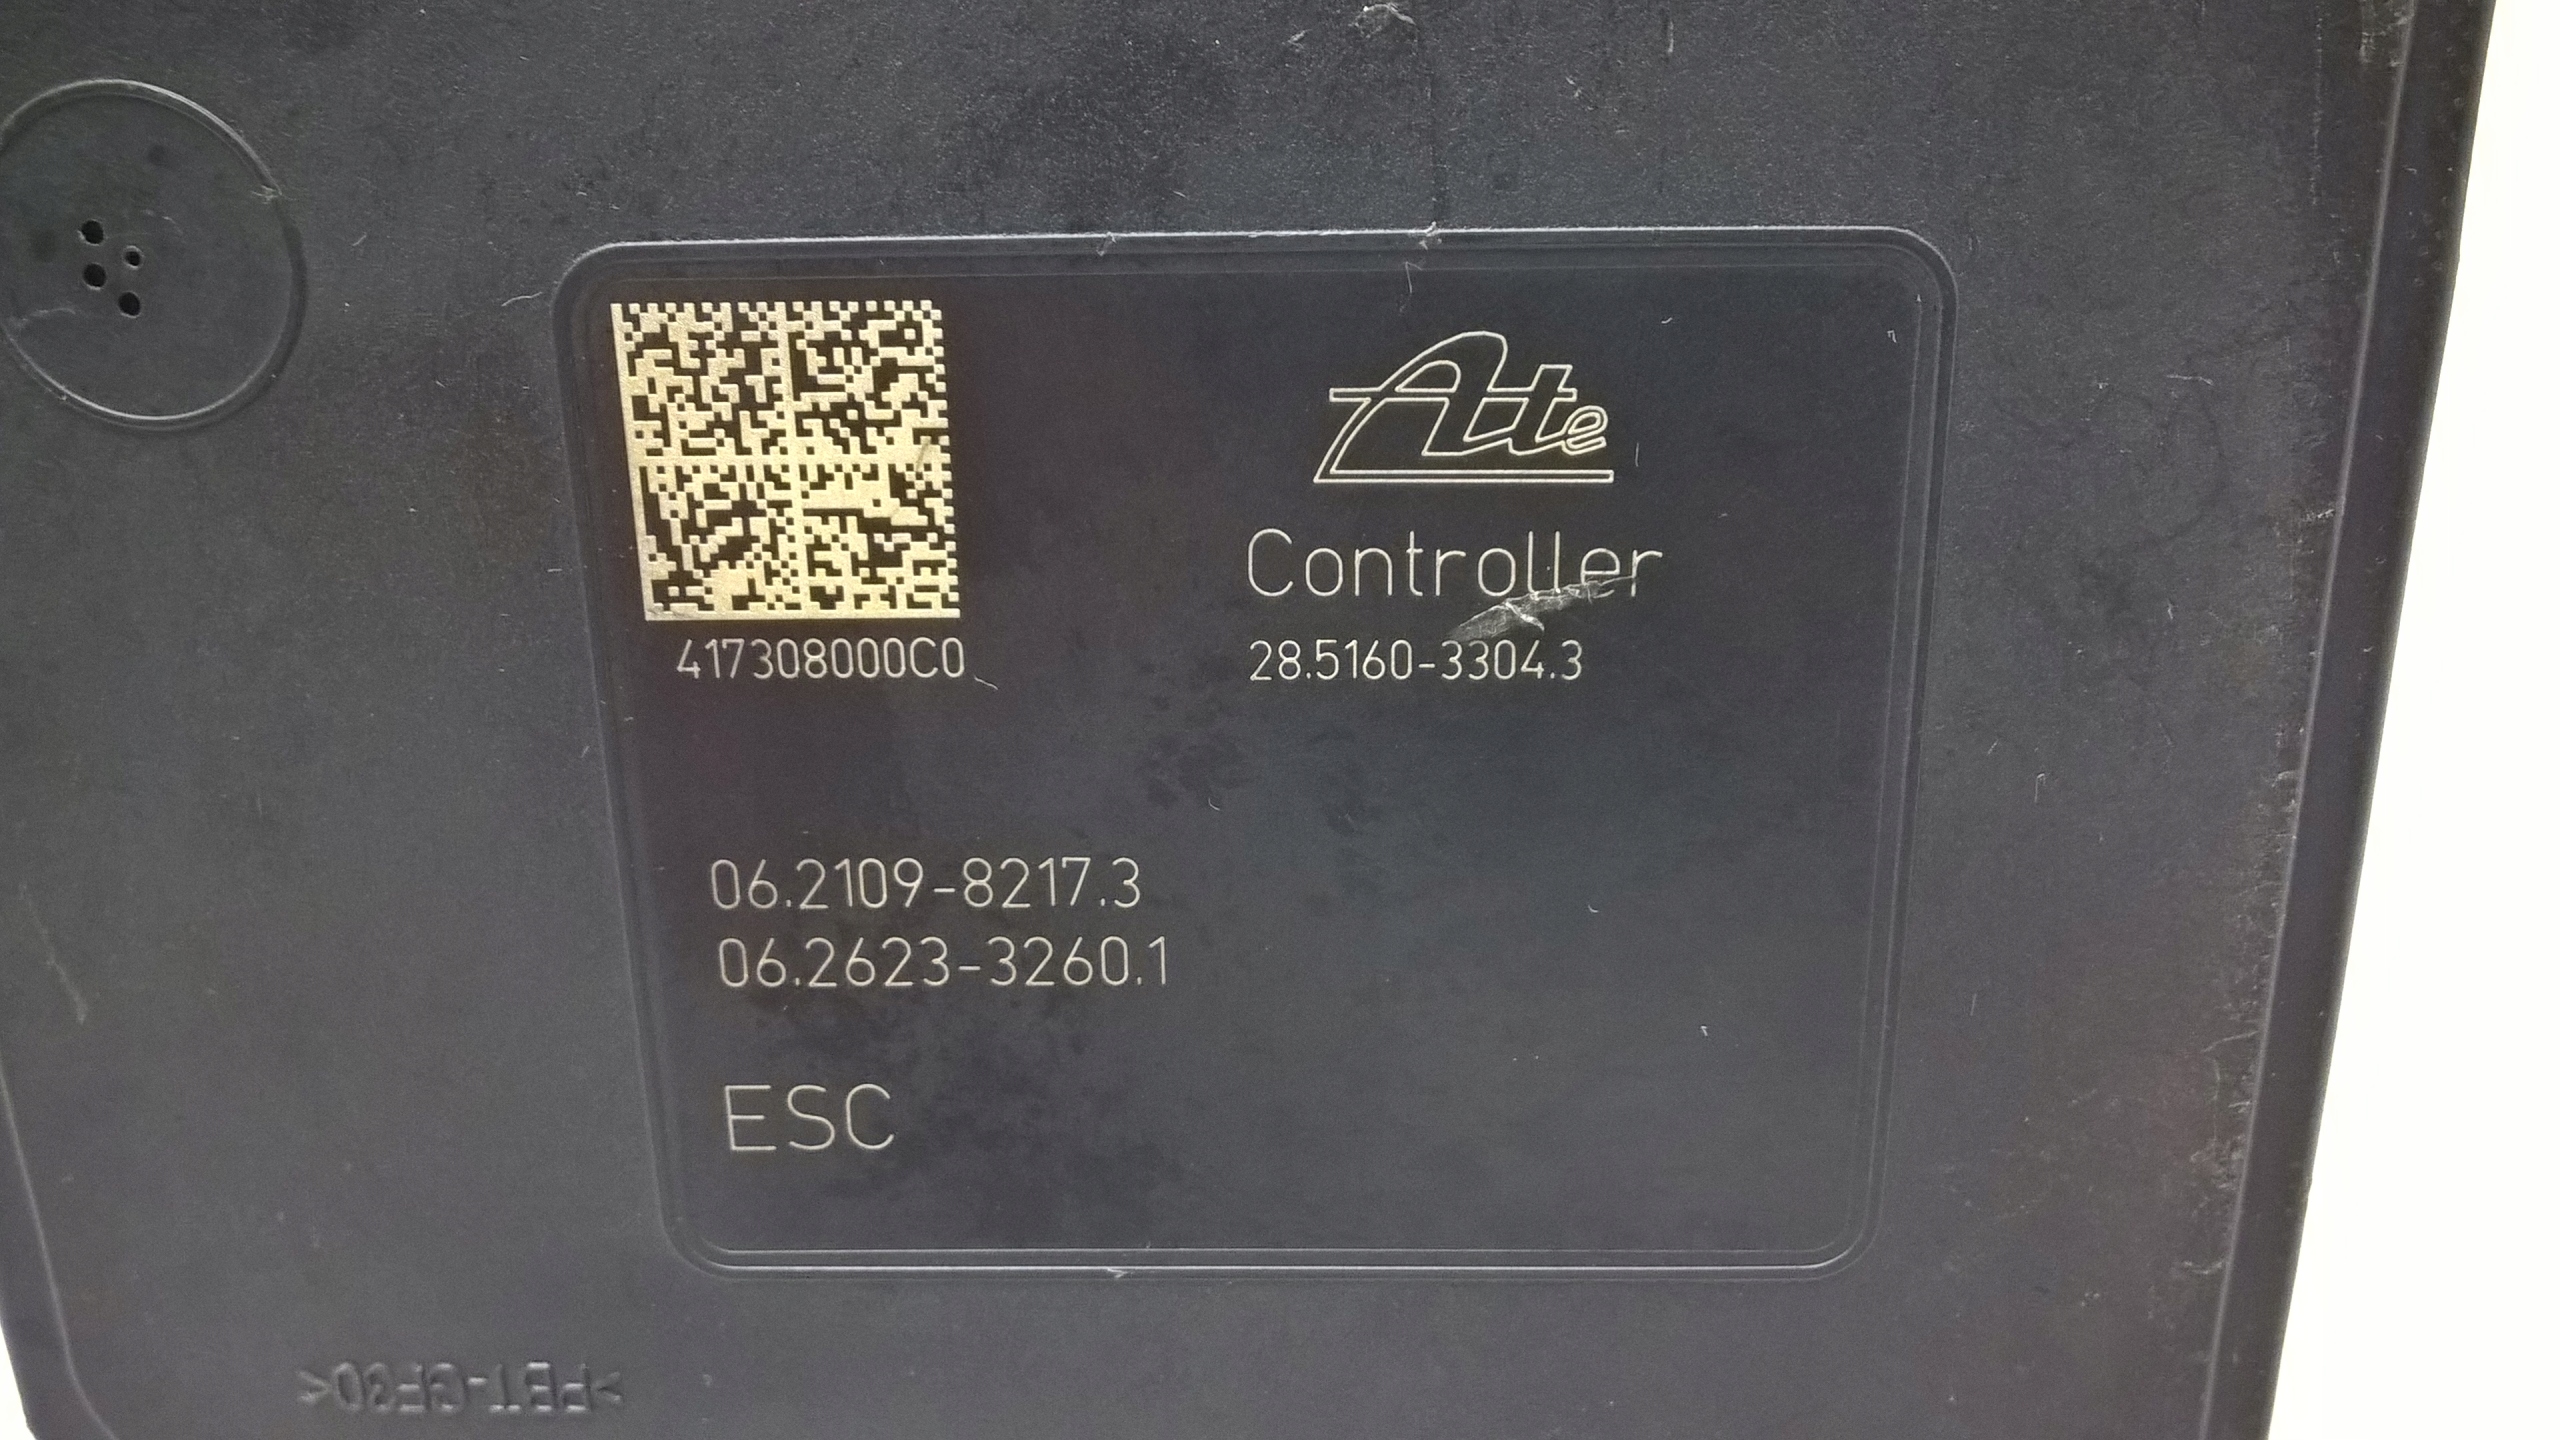 Ate
Controller
417308000C0
28.5160-3304.3
06.2109-8217.3
06.2623-3260.1
ESC
>PBT-GF30<